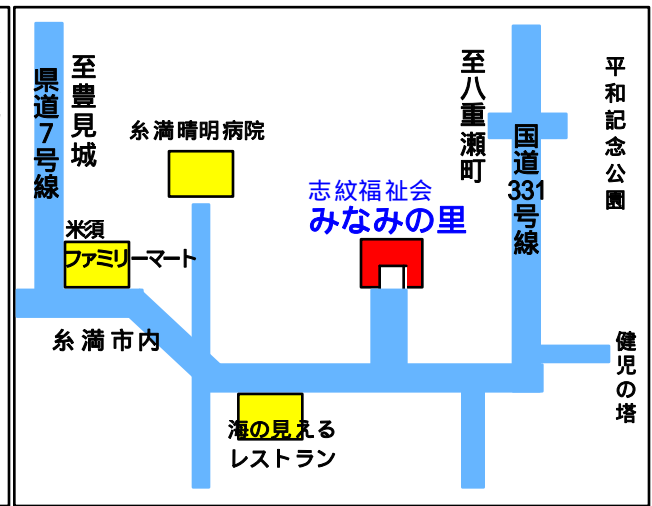 県道7号線
至豊見城
糸満晴明病院
米須
ファミリーマート
糸満市内
志紋福祉会
みなみの里
至八重瀬町
国道331号線
平和記念公園
健児の塔
海の見える
レストラン